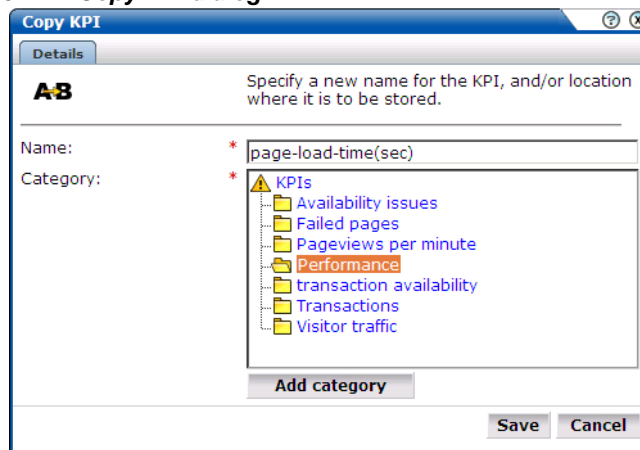 Copy KPI
Details
A B
Specify a new name for the KPI, and/or location
where it is to be stored.
Name: * page-load-time(sec)
Category: * KPIs
Availability issues
Failed pages
Pageviews per minute
Performance
transaction availability
Transactions
Visitor traffic
Add category
Save Cancel